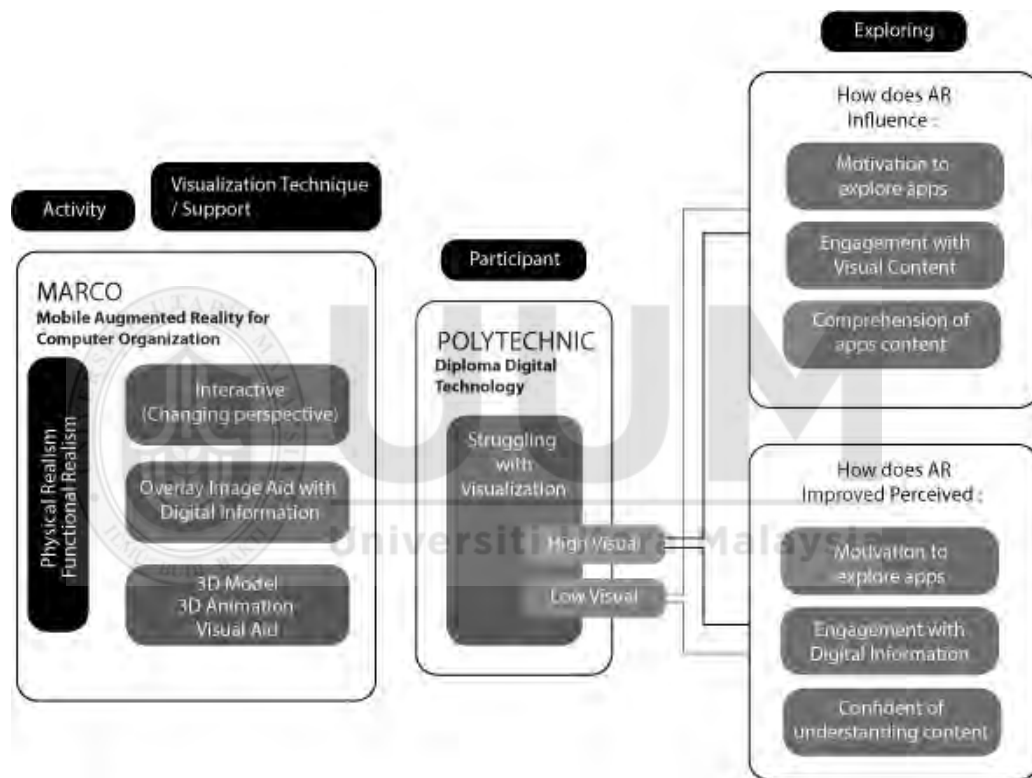 Exploring
How does AR
Influence :
Motivation to
explore apps
Engagement with
Visual Content
Comprehension of
apps content
Activity
Visualization Technique
/ Support
MARCO
Mobile Augmented Reality for
Computer Organization
Physical Realism
Functional Realism
Interactive
(Changing perspective)
Overlay Image Aid with
Digital Information
3D Model
3D Animation
Visual Aid
Participant
POLYTECHNIC
Diploma Digital
Technology
Struggling
with
Visualization
High Visual
Low Visual
How does AR
Improved Perceived :
Motivation to
explore apps
Engagement with
Digital Information
Confident of
understanding content
UUM
Universiti Utara Malaysia